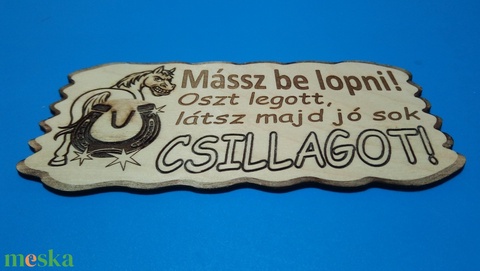 Mássz be lopni!
Oszt legott,
látsz majd jó sok
CSILLAGOT!
meska